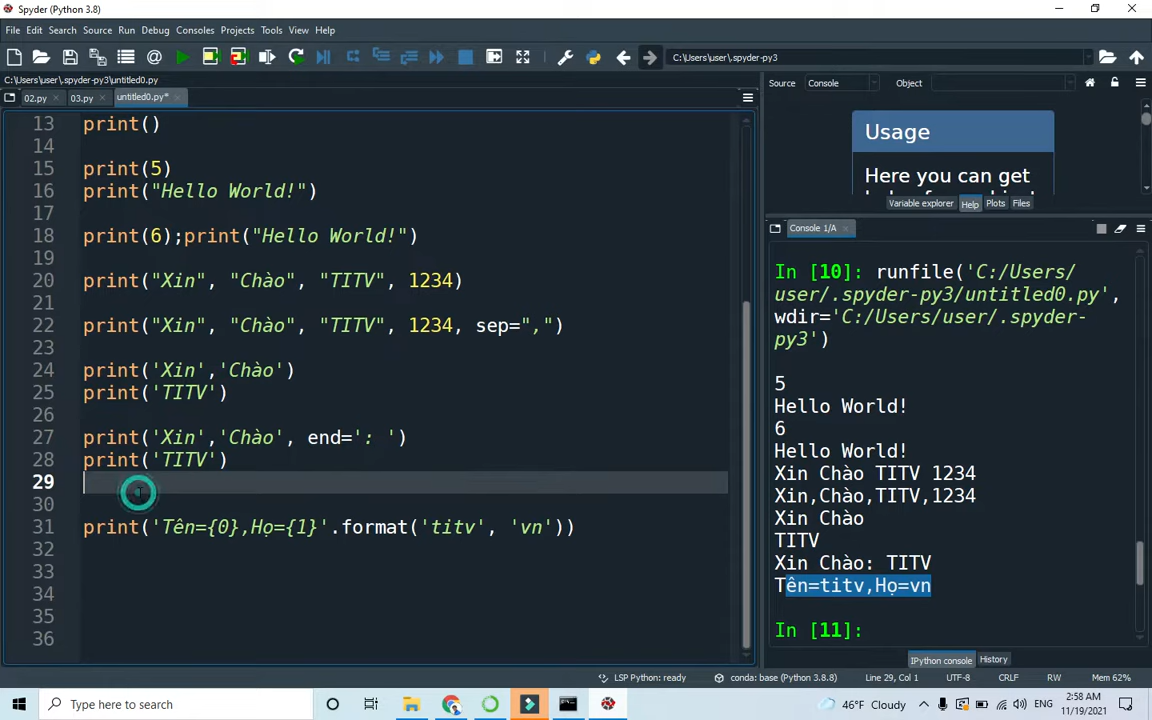 Spyder (Python 3.8)
File Edit Search Source Run Debug Consoles Projects Tools View Help
C:\Users\user\.spyder-py3
C:\Users\user\.spyder-py3\untitled0.py
02.py 03.py untitled0.py*
13 print()
14
15 print(5)
16 print("Hello World!")
17
18 print(6);print("Hello World!")
19
20 print("Xin", "Chào", "TITV", 1234)
21
22 print("Xin", "Chào", "TITV", 1234, sep=",")
23
24 print('Xin','Chào')
25 print('TITV')
26
27 print('Xin','Chào', end=': ')
28 print('TITV')
29
30
31 print('Tên={0},Họ={1}'.format('titv', 'vn'))
32
33
34
35
36
Source Console Object
Usage
Here you can get
Variable explorer Help Plots Files
Console 1/A
In [10]: runfile('C:/Users/
user/.spyder-py3/untitled0.py',
wdir='C:/Users/user/.spyder-
py3')
5
Hello World!
6
Hello World!
Xin Chào TITV 1234
Xin,Chào,TITV,1234
Xin Chào
TITV
Xin Chào: TITV
Tên=titv,Họ=vn
In [11]:
IPython console History
LSP Python: ready conda: base (Python 3.8.8) Line 29, Col 1 UTF-8 CRLF RW Mem 62%
Type here to search
46°F Cloudy ENG 2:58 AM
11/19/2021